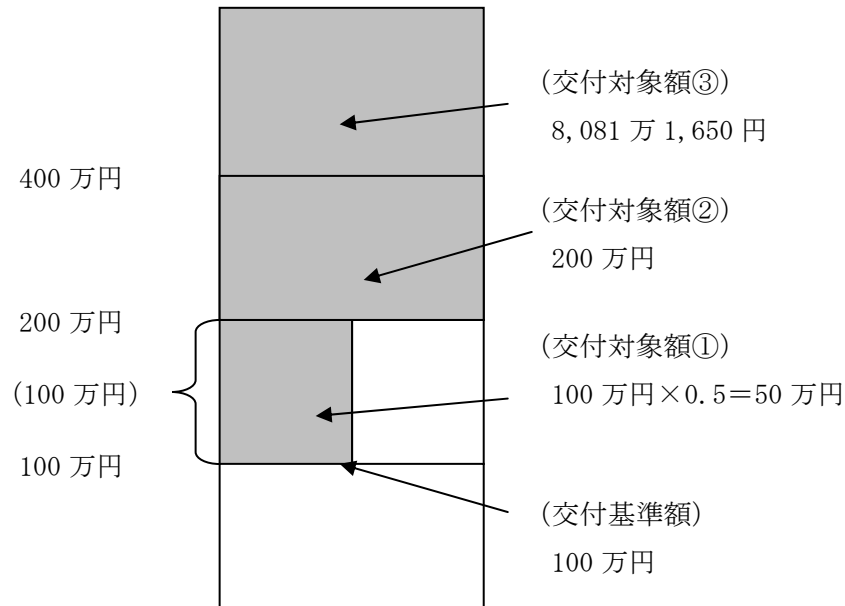 (交付対象額③)
8,081 万 1,650 円
400 万円
(交付対象額②)
200 万円
200 万円
(交付対象額①)
(100 万円)
100 万円×0.5＝50 万円
100 万円
(交付基準額)
100 万円